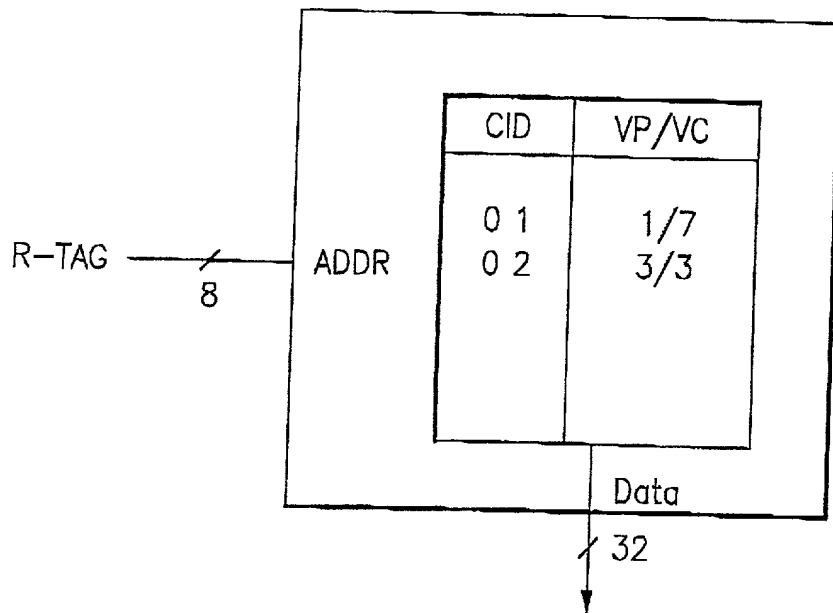 CID VP/VC
0 1 1/7
R-TAG ADDR 0 2 3/3
8
Data
32